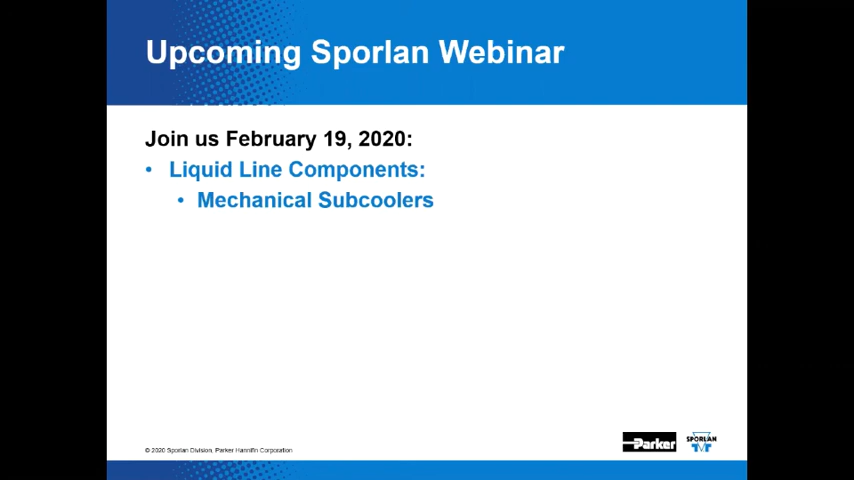 Upcoming Sporlan Webinar
Join us February 19, 2020:
• Liquid Line Components:
• Mechanical Subcoolers
© 2020 Sporlan Division, Parker Hannifin Corporation
Parker
SPORLAN